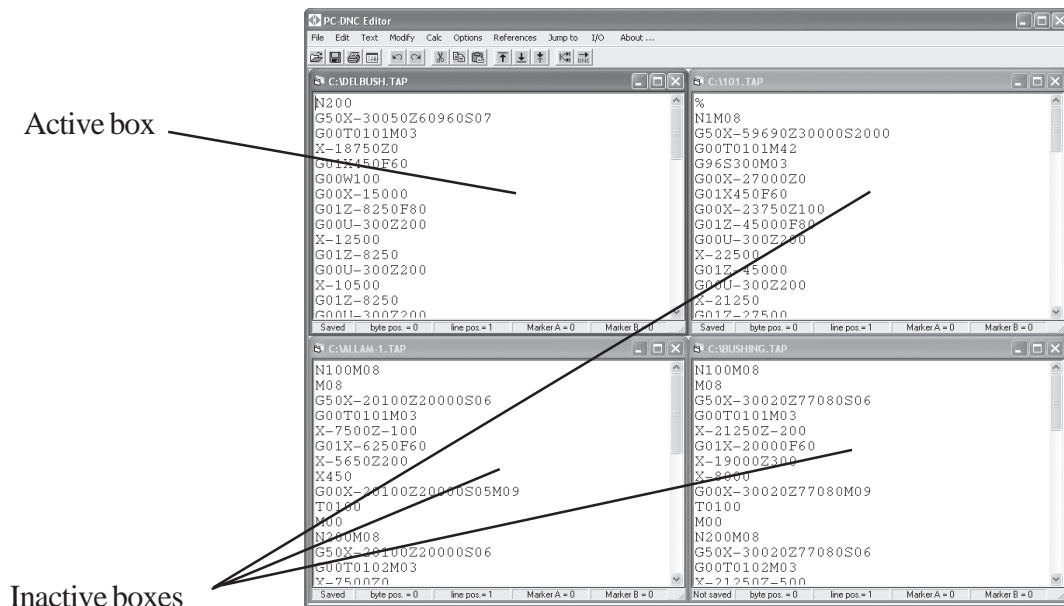 PC-DNC Editor
File Edit Text Modify Calc Options References Jump to I/O About ...
Active box
C:\DELBUSH.TAP
N200
G50X-30050Z60960S07
G00T0101M03
X-18750Z0
G01X450F60
G00W100
G00X-15000
G01Z-8250F80
G00U-300Z200
X-12500
G01Z-8250
G00U-300Z200
X-10500
G01Z-8250
G00U-300Z200
Saved byte pos. = 0 line pos.= 1 Marker A = 0 Marker B = 0
C:\101.TAP
%
N1M08
G50X-59690Z30000S2000
G00T0101M42
G96S300M03
G00X-27000Z0
G01X450F60
G00X-23750Z100
G01Z-45000F80
G00U-300Z200
X-22500
G01Z-45000
G00U-300Z200
X-21250
G01Z-27500
Saved byte pos. = 0 line pos.= 1 Marker A = 0 Marker B = 0
C:\ALLAM-1.TAP
N100M08
M08
G50X-20100Z20000S06
G00T0101M03
X-7500Z-100
G01X-6250F60
X-5650Z200
X450
G00X-20100Z20000S05M09
T0100
M00
N200M08
G50X-20100Z20000S06
G00T0102M03
X-7500Z0
Saved byte pos. = 0 line pos.= 1 Marker A = 0 Marker B = 0
C:\BUSHING.TAP
N100M08
M08
G50X-30020Z77080S06
G00T0101M03
X-21250Z-200
G01X-20000F60
X-19000Z300
X-8000
G00X-30020Z77080M09
T0100
M00
N200M08
G50X-30020Z77080S06
G00T0102M03
X-21250Z-500
Not saved byte pos. = 0 line pos.= 1 Marker A = 0 Marker B = 0
Inactive boxes